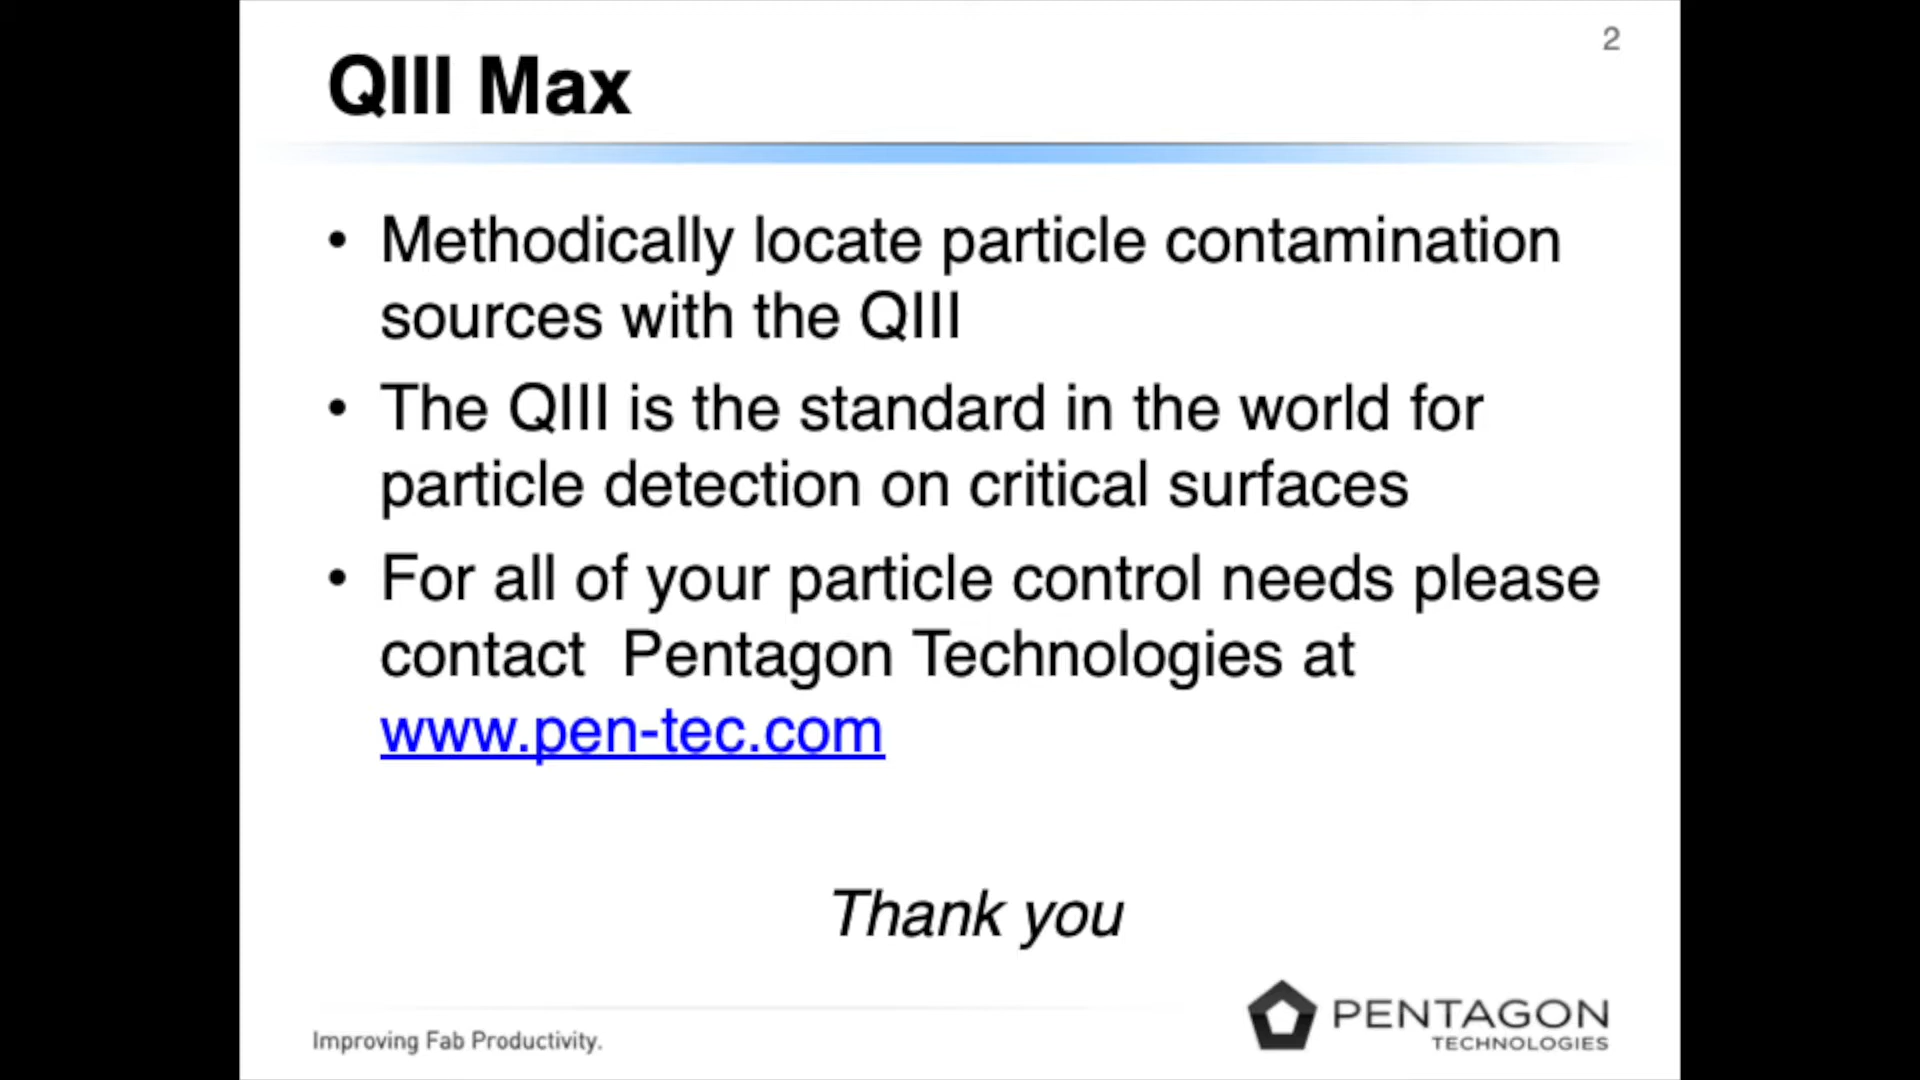 2
QIII Max
• Methodically locate particle contamination
sources with the QIII
• The QIII is the standard in the world for
particle detection on critical surfaces
• For all of your particle control needs please
contact  Pentagon Technologies at
www.pen-tec.com
Thank you
Improving Fab Productivity.
PENTAGON
TECHNOLOGIES